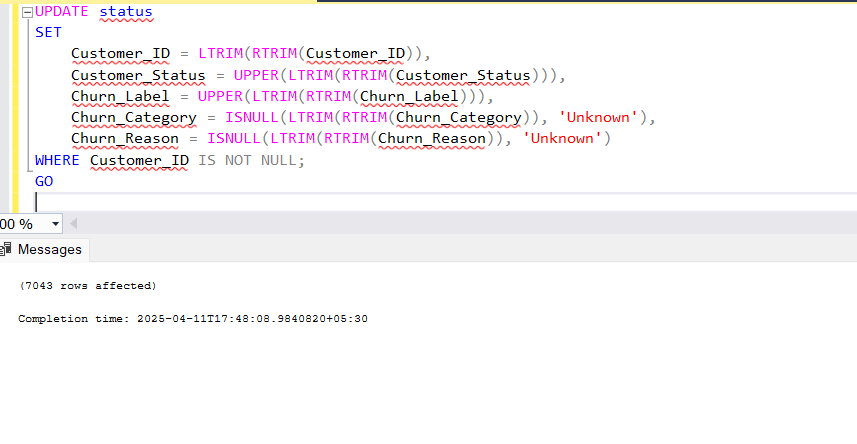 UPDATE status
SET
Customer_ID = LTRIM(RTRIM(Customer_ID)),
Customer_Status = UPPER(LTRIM(RTRIM(Customer_Status))),
Churn_Label = UPPER(LTRIM(RTRIM(Churn_Label))),
Churn_Category = ISNULL(LTRIM(RTRIM(Churn_Category)), 'Unknown'),
Churn_Reason = ISNULL(LTRIM(RTRIM(Churn_Reason)), 'Unknown')
WHERE Customer_ID IS NOT NULL;
GO
00 %
Messages
(7043 rows affected)
Completion time: 2025-04-11T17:48:08.9840820+05:30